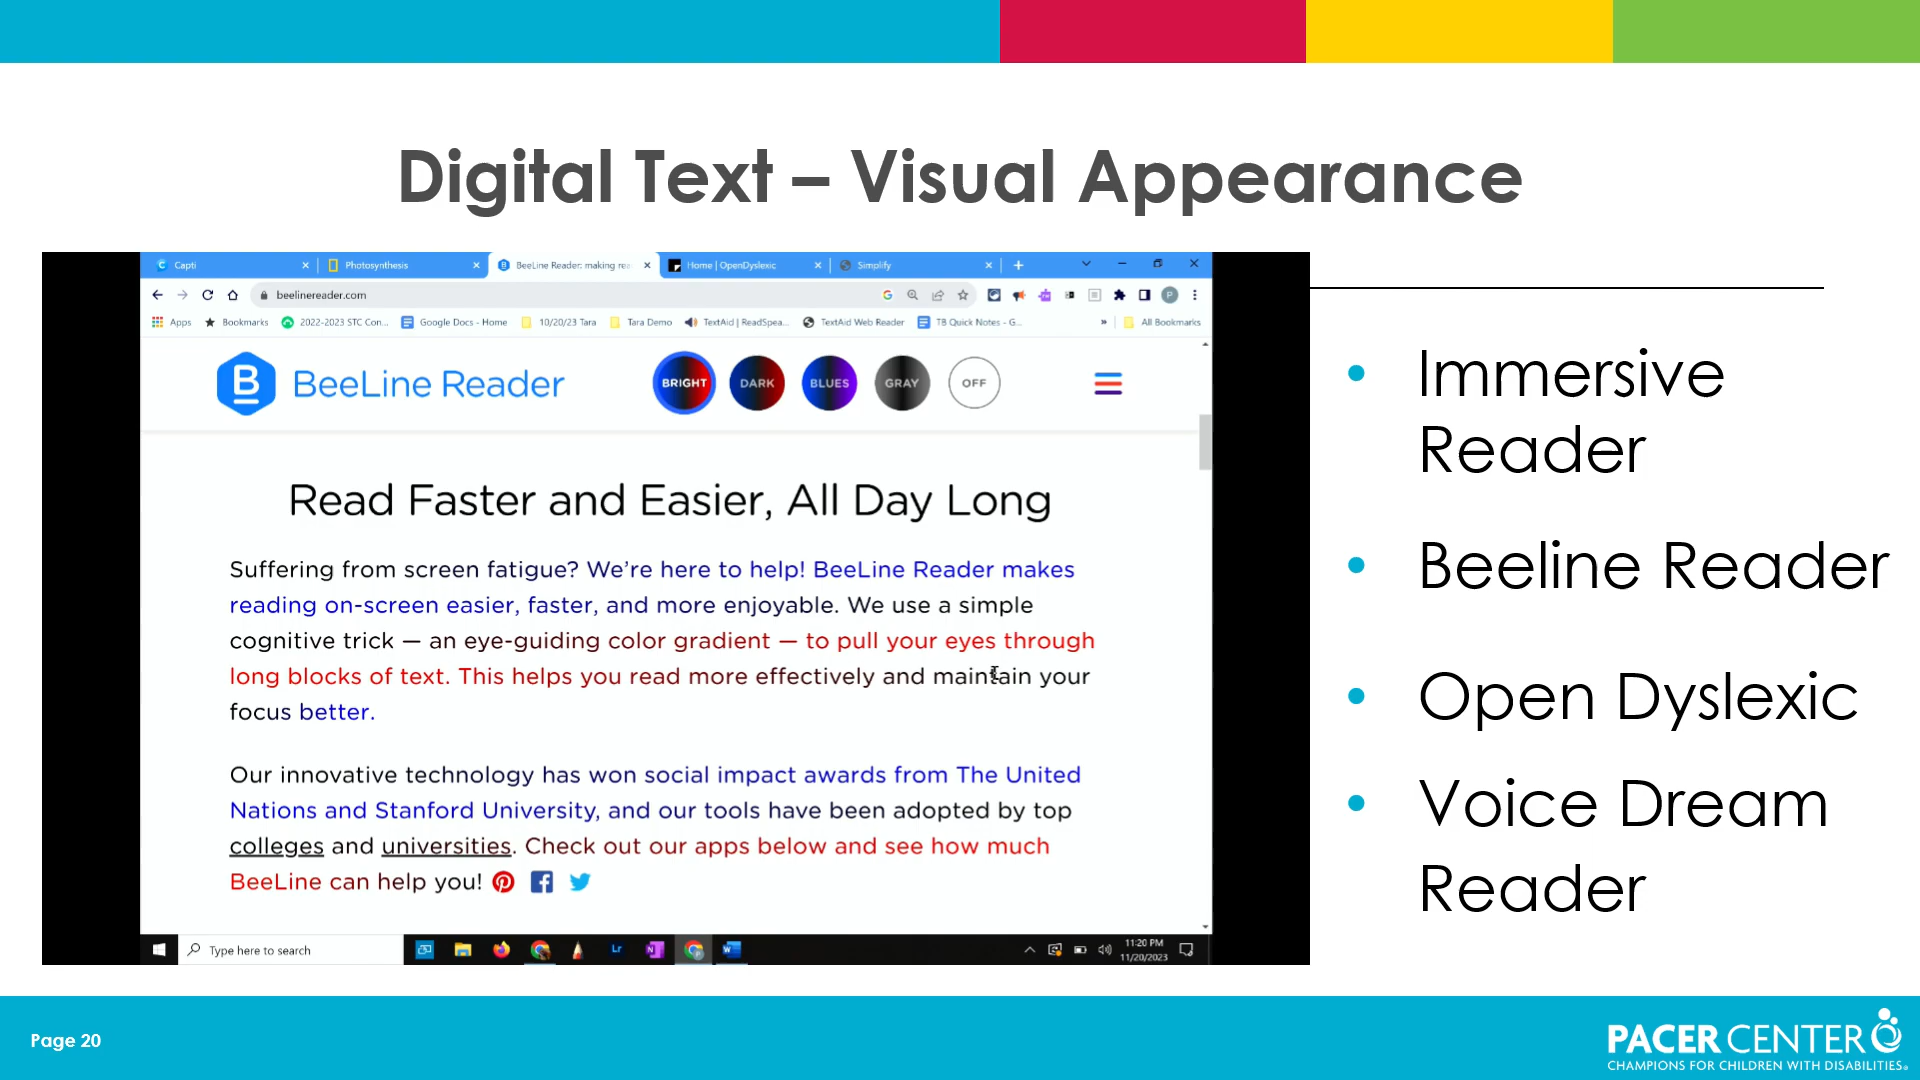 Digital Text – Visual Appearance
Capti
Photosynthesis
BeeLine Reader: making rea
Home | OpenDyslexic
Simplify
beelinereader.com
Apps
Bookmarks
2022-2023 STC Con...
Google Docs - Home
10/20/23 Tara
Tara Demo
TextAid | ReadSpea...
TextAid Web Reader
TB Quick Notes - G...
»
All Bookmarks
BeeLine Reader
BRIGHT
DARK
BLUES
GRAY
OFF
Read Faster and Easier, All Day Long
Suffering from screen fatigue? We're here to help! BeeLine Reader makes
reading on-screen easier, faster, and more enjoyable. We use a simple
cognitive trick — an eye-guiding color gradient — to pull your eyes through
long blocks of text. This helps you read more effectively and maintain your
focus better.
Our innovative technology has won social impact awards from The United
Nations and Stanford University, and our tools have been adopted by top
colleges and universities. Check out our apps below and see how much
BeeLine can help you!
Type here to search
Lr
11:20 PM
11/20/2023
• Immersive
Reader
• Beeline Reader
• Open Dyslexic
• Voice Dream
Reader
Page 20
PACER CENTER
CHAMPIONS FOR CHILDREN WITH DISABILITIES®